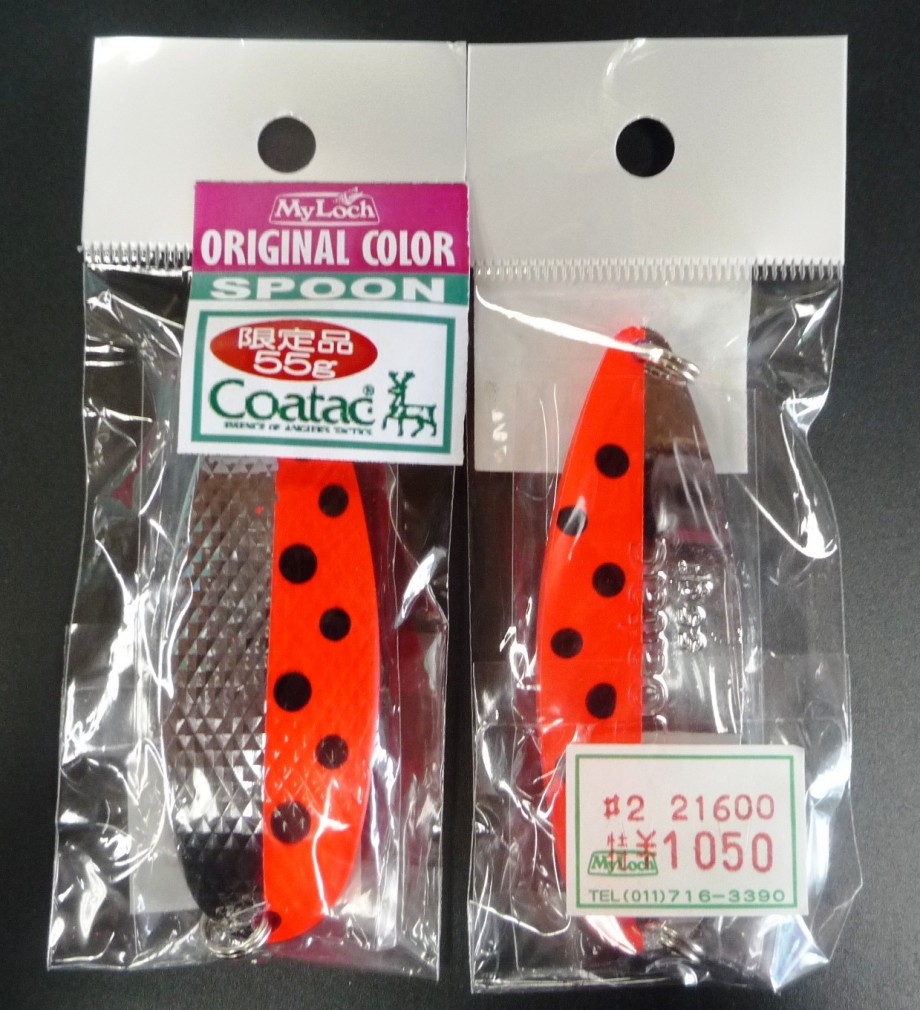 MyLoch
ORIGINAL COLOR
SPOON
限定品
55g
Coatac®
ESSENCE OF ANGLERS TACTICS
#2 21600
¥1050
MyLoch
TEL(011)716-3390